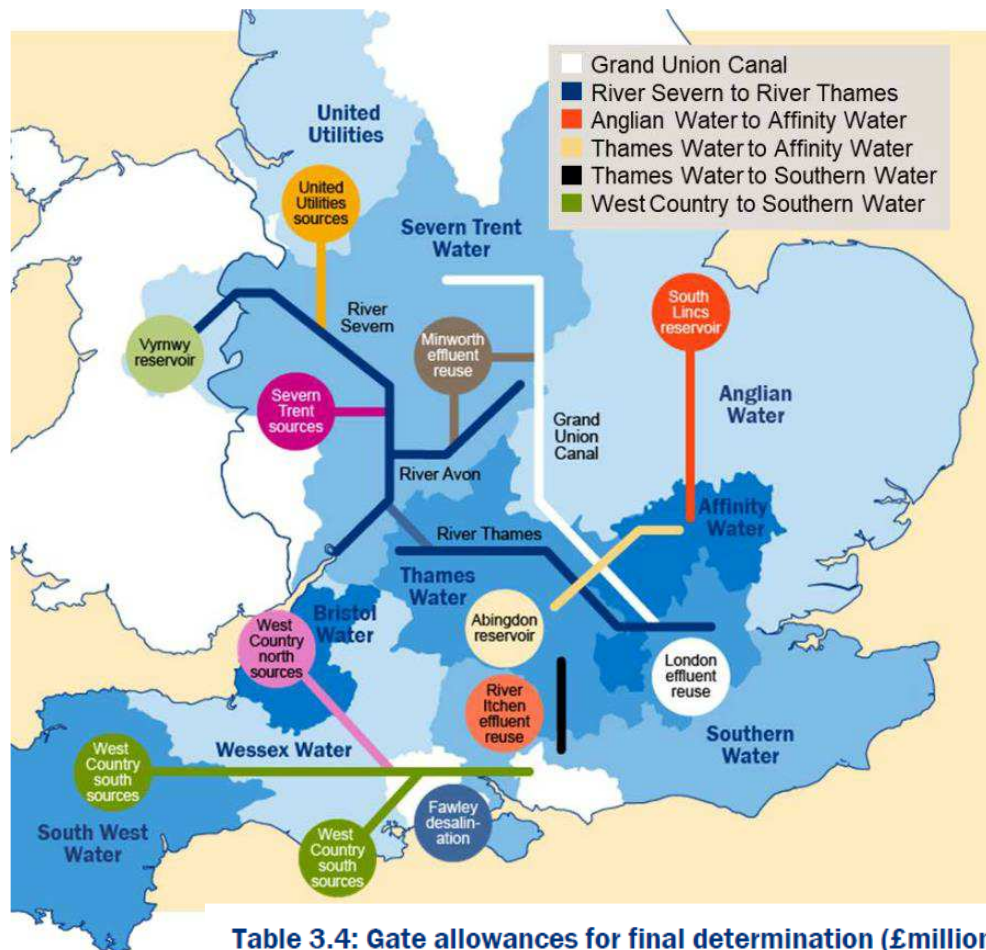 Grand Union Canal
River Severn to River Thames
Anglian Water to Affinity Water
Thames Water to Affinity Water
Thames Water to Southern Water
West Country to Southern Water
United
Utilities
United
Utilities
sources
Severn Trent
Water
River
Severn
South
Lincs
reservoir
Vyrnwy
reservoir
Minworth
effluent
reuse
Severn
Trent
sources
Anglian
Water
Grand
Union
Canal
River Avon
Affinity
Water
River Thames
Thames
Water
Bristol
Water
Abingdon
reservoir
West
Country
north
sources
London
effluent
reuse
River
Itchen
effluent
reuse
Southern
Water
Wessex Water
West
Country
south
sources
Fawley
desalin-
ation
South West
Water
West
Country
south
sources
Table 3.4: Gate allowances for final determination (£million